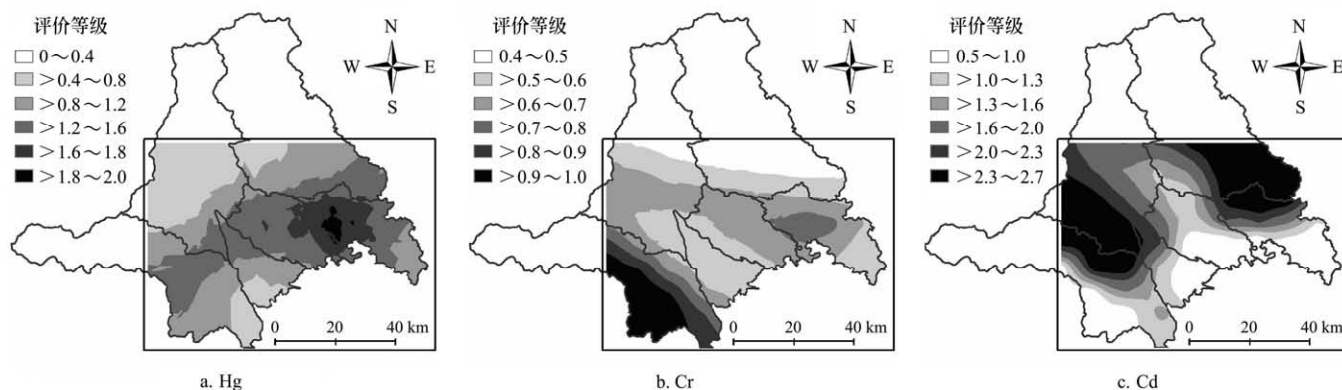 评价等级
0～0.4
＞0.4～0.8
＞0.8～1.2
＞1.2～1.6
＞1.6～1.8
＞1.8～2.0
N
W E
S
0 20 40 km
a. Hg
评价等级
0.4～0.5
＞0.5～0.6
＞0.6～0.7
＞0.7～0.8
＞0.8～0.9
＞0.9～1.0
N
W E
S
0 20 40 km
b. Cr
评价等级
0.5～1.0
＞1.0～1.3
＞1.3～1.6
＞1.6～2.0
＞2.0～2.3
＞2.3～2.7
N
W E
S
0 20 40 km
c. Cd